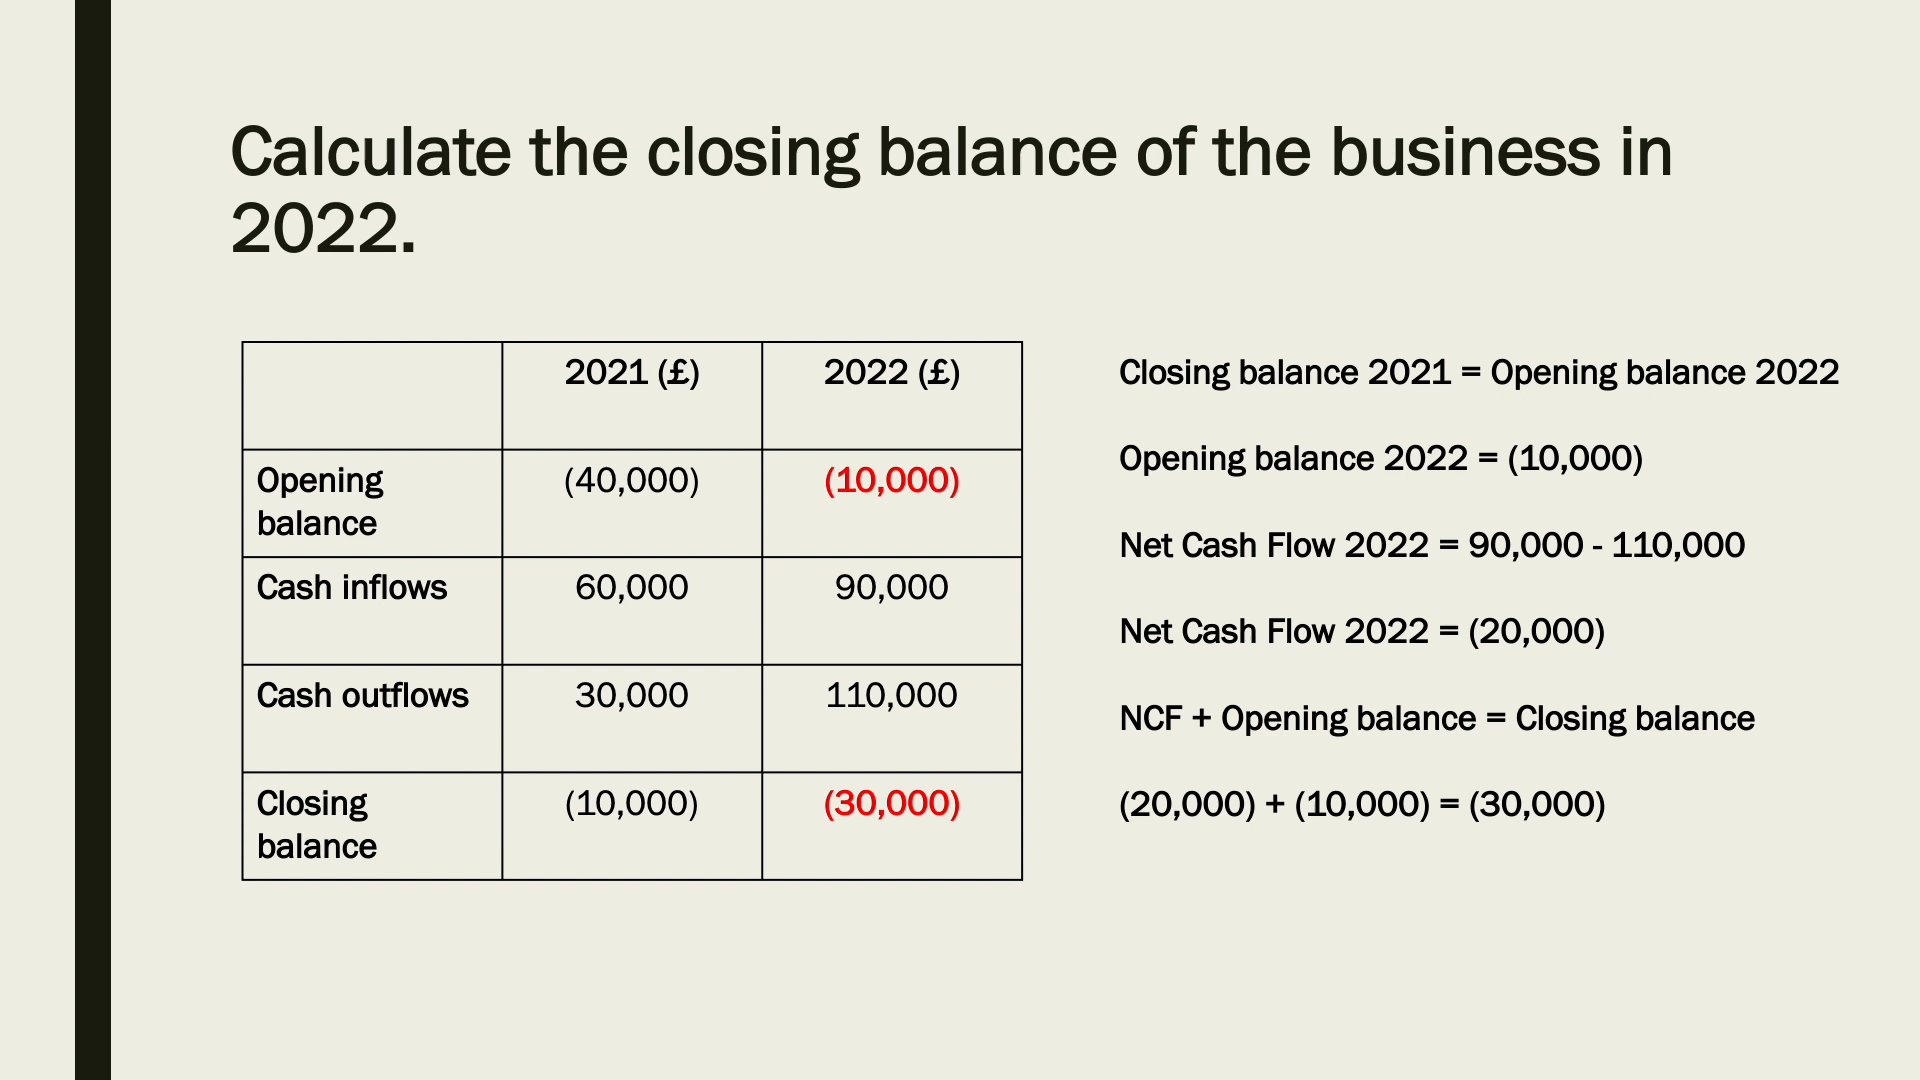 Calculate the closing balance of the business in
2022.
2021 (£) 2022 (£)
Opening balance (40,000) (10,000)
Cash inflows 60,000 90,000
Cash outflows 30,000 110,000
Closing balance (10,000) (30,000)
Closing balance 2021 = Opening balance 2022
Opening balance 2022 = (10,000)
Net Cash Flow 2022 = 90,000 - 110,000
Net Cash Flow 2022 = (20,000)
NCF + Opening balance = Closing balance
(20,000) + (10,000) = (30,000)